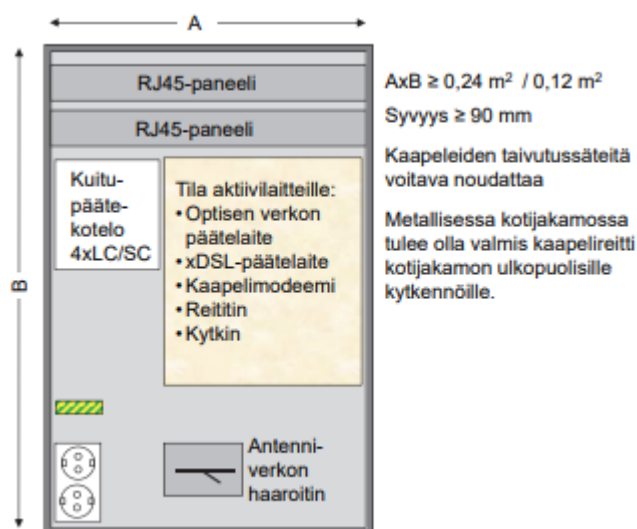 A
B
RJ45-paneeli
RJ45-paneeli
Kuitu-
pääte-
kotelo
4xLC/SC
Tila aktiivilaitteille:
• Optisen verkon
päätelaite
• xDSL-päätelaite
• Kaapelimodeemi
• Reititin
• Kytkin
Antenni-
verkon
haaroitin
AxB ≥ 0,24 m² / 0,12 m²
Syvyys ≥ 90 mm
Kaapeleiden taivutussäteitä
voitava noudattaa
Metallisessa kotijakamossa
tulee olla valmis kaapelireitti
kotijakamon ulkopuolisille
kytkennöille.